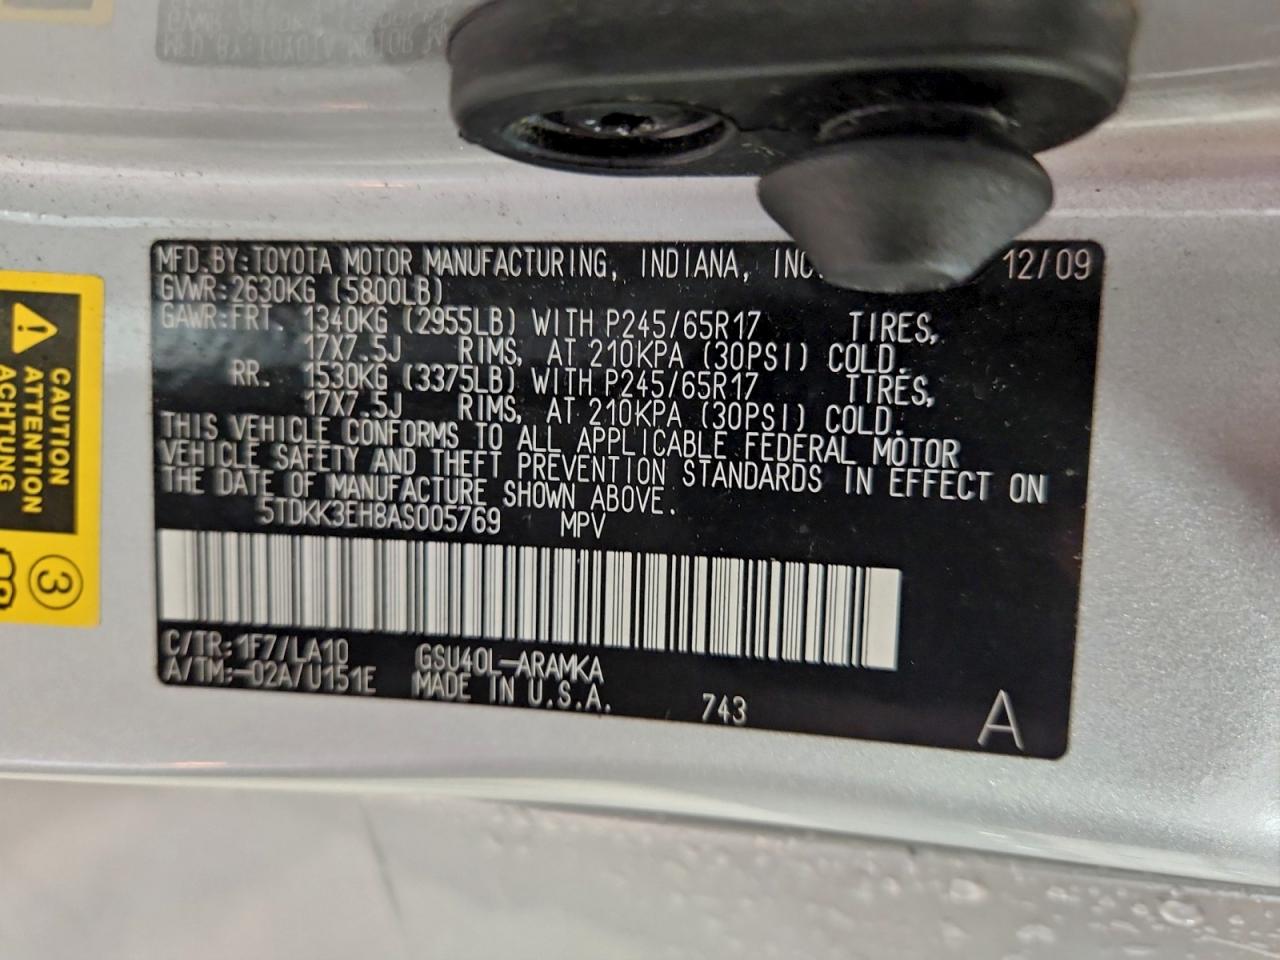 MFD.BY:TOYOTA MOTOR MANUFACTURING, INDIANA, INC. 12/09
GVWR:2630KG (5800LB)
GAWR:FRT. 1340KG (2955LB) WITH P245/65R17 TIRES,
17X7.5J RIMS, AT 210KPA (30PSI) COLD.
RR. 1530KG (3375LB) WITH P245/65R17 TIRES,
17X7.5J RIMS, AT 210KPA (30PSI) COLD.
THIS VEHICLE CONFORMS TO ALL APPLICABLE FEDERAL MOTOR
VEHICLE SAFETY AND THEFT PREVENTION STANDARDS IN EFFECT ON
THE DATE OF MANUFACTURE SHOWN ABOVE.
5TDKK3EH8AS005769 MPV
C/TR:1F7/LA10 GSU40L-ARAMKA
A/TM:-02A/U151E MADE IN U.S.A. 743
A
CAUTION
ATTENTION
ACHTUNG
3